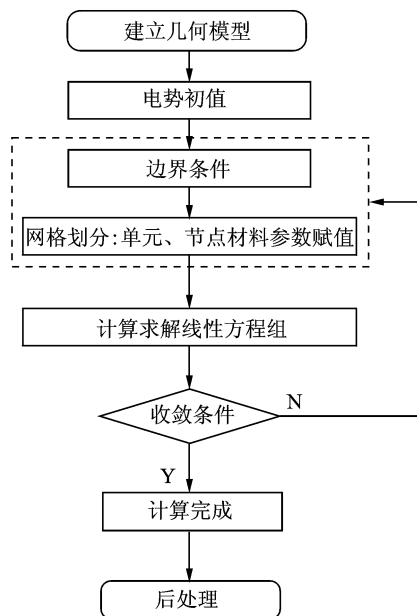 建立几何模型
电势初值
边界条件
网格划分:单元、节点材料参数赋值
计算求解线性方程组
收敛条件
N
Y
计算完成
后处理